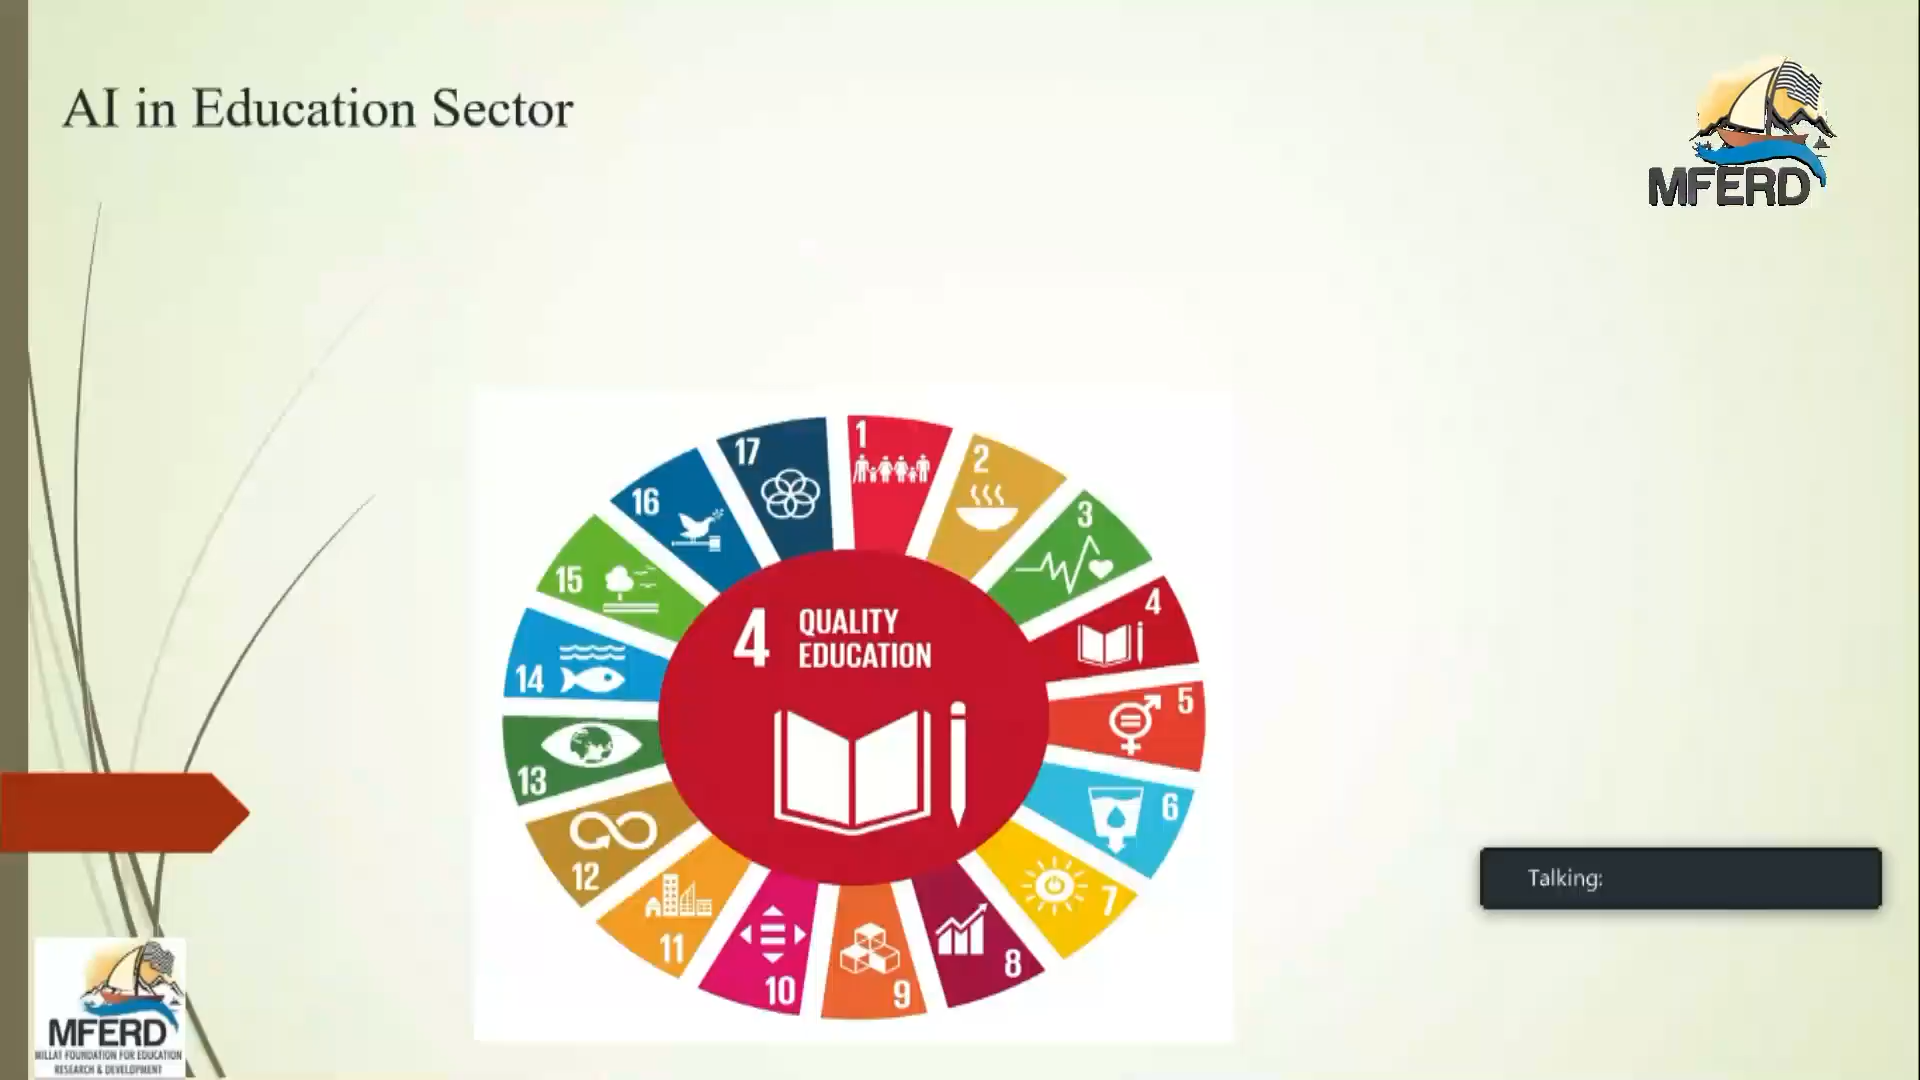 AI in Education Sector
MFERD
17
1
2
16
3
15
4
4 QUALITY
EDUCATION
14
5
13
6
12
7
11
8
10
9
Talking:
MFERD
MILLAT FOUNDATION FOR EDUCATION
RESEARCH & DEVELOPMENT